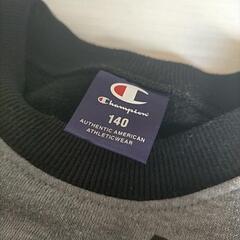 Champion
140
AUTHENTIC AMERICAN
ATHLETICWEAR